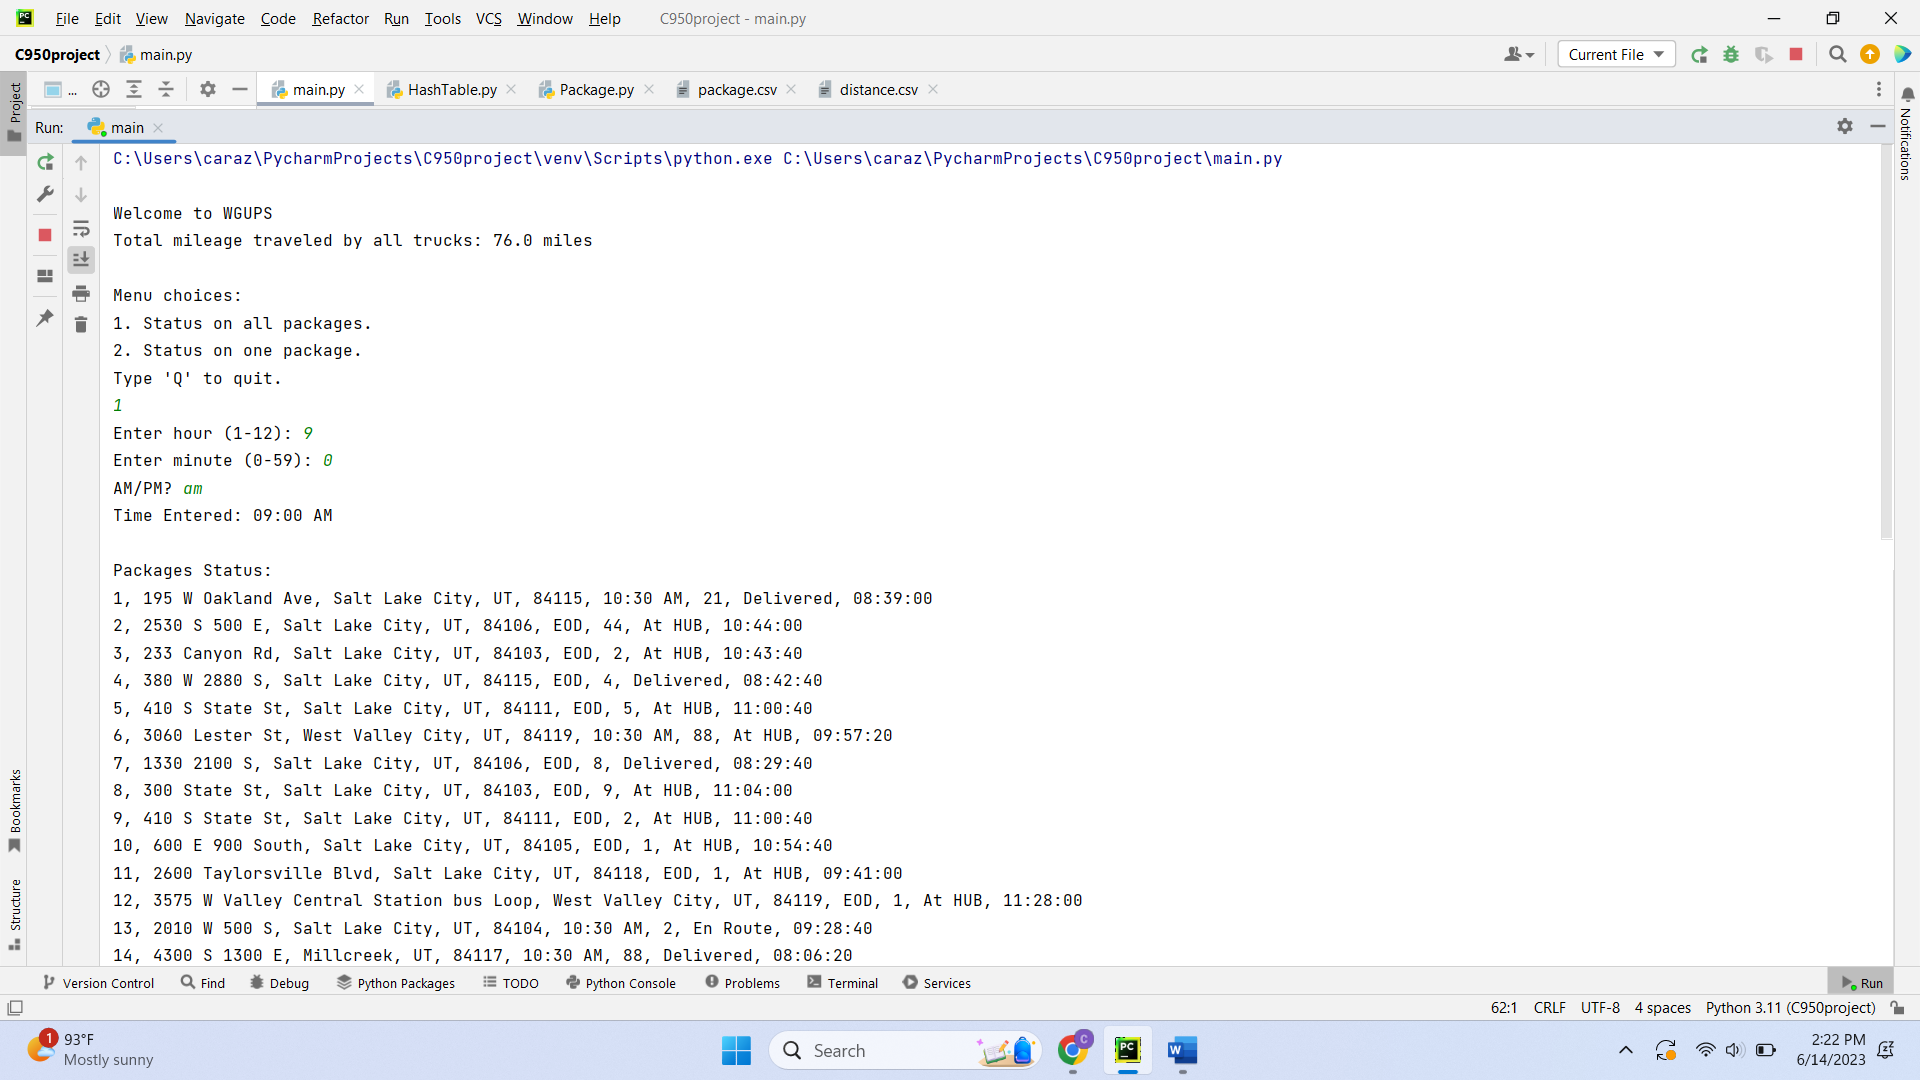 PC File Edit View Navigate Code Refactor Run Tools VCS Window Help C950project - main.py
C950project main.py Current File
Project ... main.py HashTable.py Package.py package.csv distance.csv Notifications
Run: main
C:\Users\caraz\PycharmProjects\C950project\venv\Scripts\python.exe C:\Users\caraz\PycharmProjects\C950project\main.py
Welcome to WGUPS
Total mileage traveled by all trucks: 76.0 miles
Menu choices:
1. Status on all packages.
2. Status on one package.
Type 'Q' to quit.
1
Enter hour (1-12): 9
Enter minute (0-59): 0
AM/PM? am
Time Entered: 09:00 AM
Packages Status:
1, 195 W Oakland Ave, Salt Lake City, UT, 84115, 10:30 AM, 21, Delivered, 08:39:00
2, 2530 S 500 E, Salt Lake City, UT, 84106, EOD, 44, At HUB, 10:44:00
3, 233 Canyon Rd, Salt Lake City, UT, 84103, EOD, 2, At HUB, 10:43:40
4, 380 W 2880 S, Salt Lake City, UT, 84115, EOD, 4, Delivered, 08:42:40
5, 410 S State St, Salt Lake City, UT, 84111, EOD, 5, At HUB, 11:00:40
6, 3060 Lester St, West Valley City, UT, 84119, 10:30 AM, 88, At HUB, 09:57:20
7, 1330 2100 S, Salt Lake City, UT, 84106, EOD, 8, Delivered, 08:29:40
8, 300 State St, Salt Lake City, UT, 84103, EOD, 9, At HUB, 11:04:00
9, 410 S State St, Salt Lake City, UT, 84111, EOD, 2, At HUB, 11:00:40
10, 600 E 900 South, Salt Lake City, UT, 84105, EOD, 1, At HUB, 10:54:40
11, 2600 Taylorsville Blvd, Salt Lake City, UT, 84118, EOD, 1, At HUB, 09:41:00
12, 3575 W Valley Central Station bus Loop, West Valley City, UT, 84119, EOD, 1, At HUB, 11:28:00
13, 2010 W 500 S, Salt Lake City, UT, 84104, 10:30 AM, 2, En Route, 09:28:40
14, 4300 S 1300 E, Millcreek, UT, 84117, 10:30 AM, 88, Delivered, 08:06:20
Bookmarks
Structure
Version Control Find Debug Python Packages TODO Python Console Problems Terminal Services Run
62:1 CRLF UTF-8 4 spaces Python 3.11 (C950project)
1 93°F
Mostly sunny
Search
C
PC
W
2:22 PM
6/14/2023